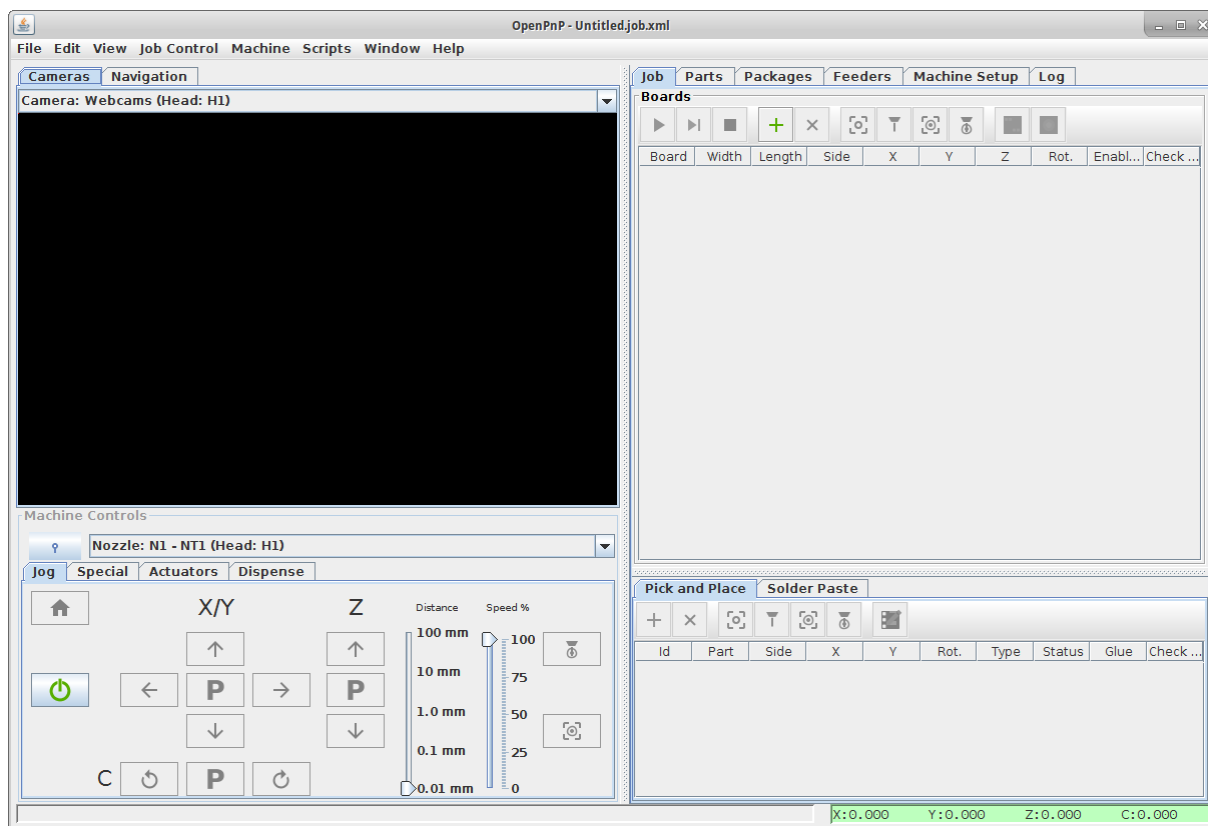 OpenPnP - Untitled.job.xml
File Edit View Job Control Machine Scripts Window Help
Cameras Navigation
Camera: Webcams (Head: H1)
Machine Controls
Nozzle: N1 - NT1 (Head: H1)
Jog Special Actuators Dispense
X/Y Z Distance Speed %
100 mm 100
10 mm 75
P P
1.0 mm 50
0.1 mm 25
C P
0.01 mm 0
Job Parts Packages Feeders Machine Setup Log
Boards
Board Width Length Side X Y Z Rot. Enabl... Check ...
Pick and Place Solder Paste
Id Part Side X Y Rot. Type Status Glue Check ...
X:0.000 Y:0.000 Z:0.000 C:0.000